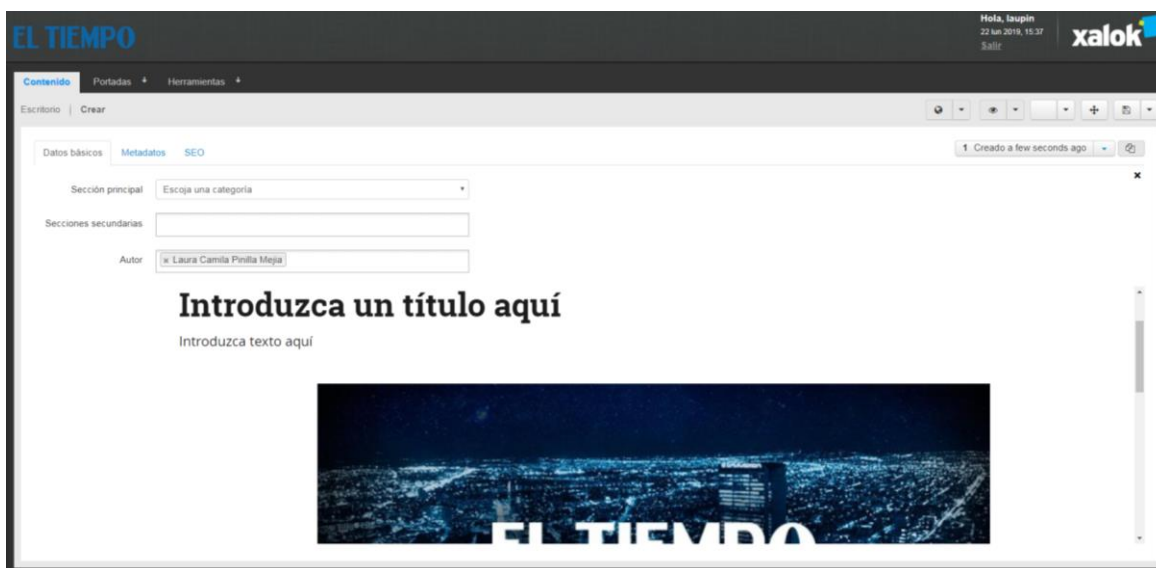 EL TIEMPO
Hola, laupin
22 Jun 2019, 15:37
Salir
xalok
Contenido Portadas Herramientas
Escritorio | Crear
Datos básicos Metadatos SEO
1 Creado a few seconds ago
Sección principal Escoja una categoría
Secciones secundarias
Autor × Laura Camila Pinilla Mejia
Introduzca un título aquí
Introduzca texto aquí
EL TIEMPO